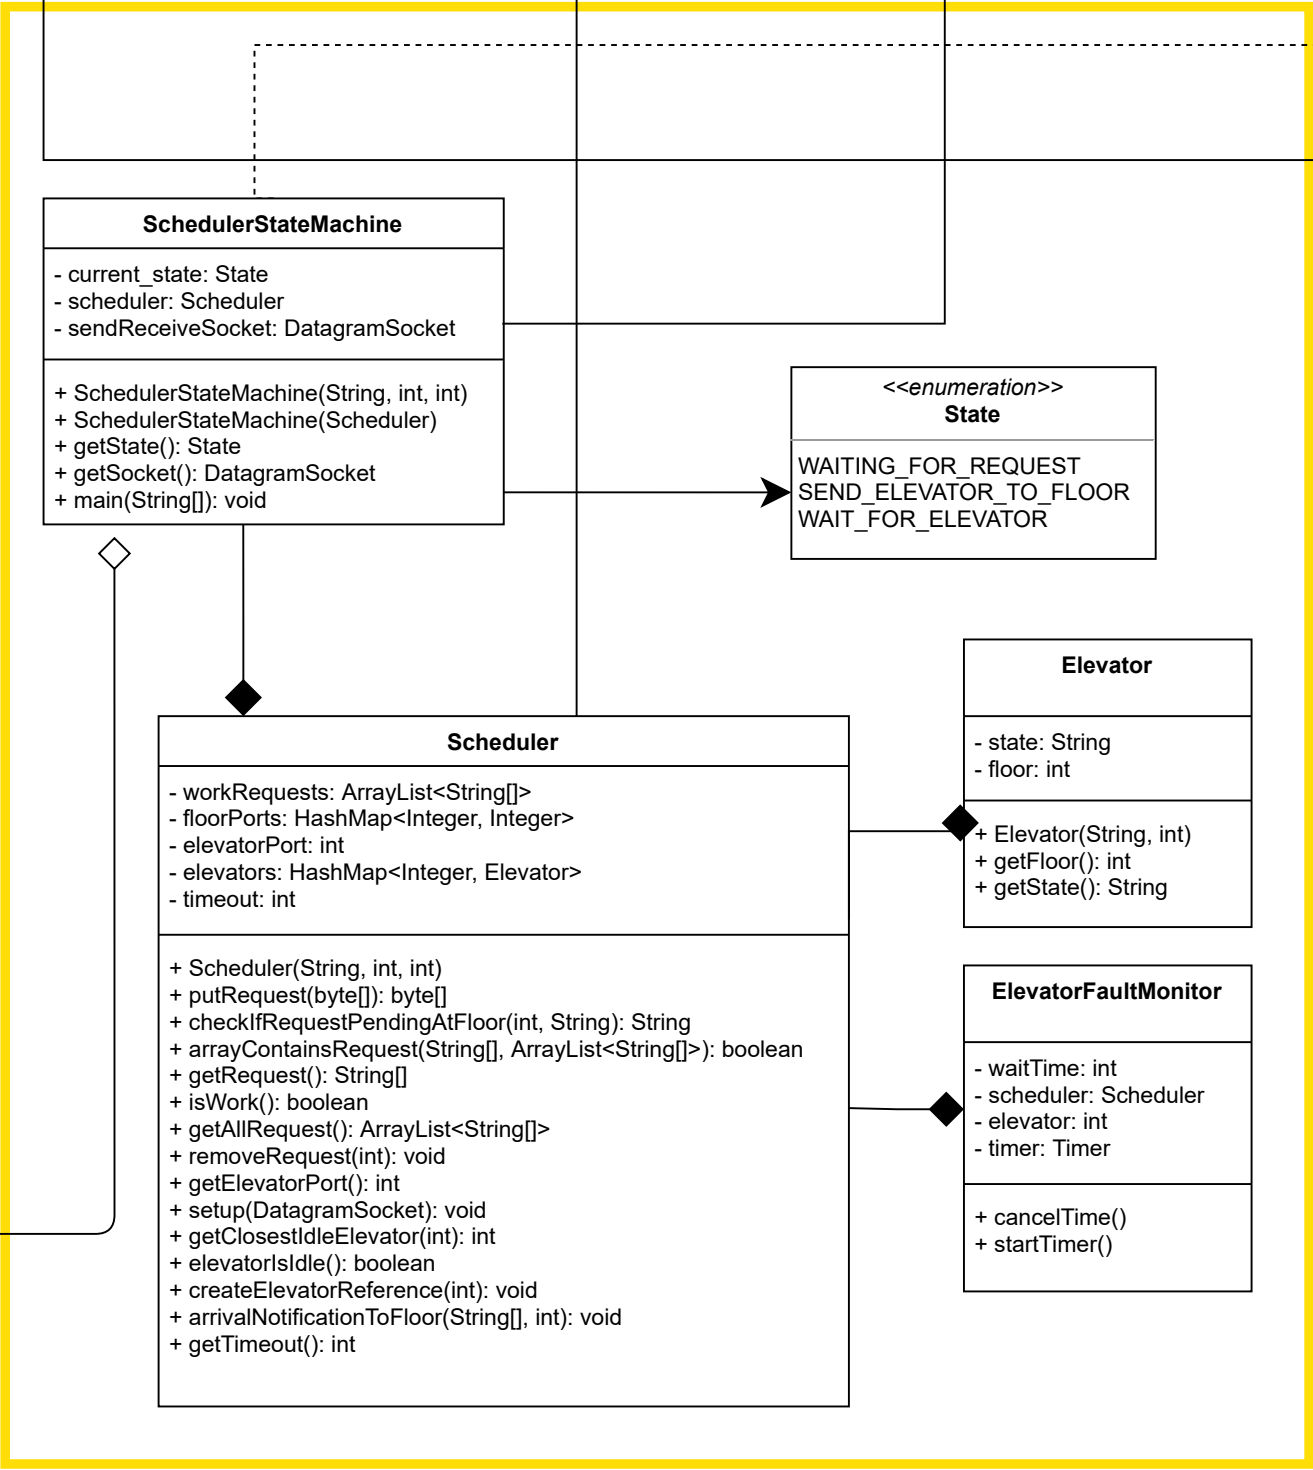 SchedulerStateMachine
- current_state: State
- scheduler: Scheduler
- sendReceiveSocket: DatagramSocket
+ SchedulerStateMachine(String, int, int)
+ SchedulerStateMachine(Scheduler)
+ getState(): State
+ getSocket(): DatagramSocket
+ main(String[]): void
<<enumeration>>
State
WAITING_FOR_REQUEST
SEND_ELEVATOR_TO_FLOOR
WAIT_FOR_ELEVATOR
Scheduler
- workRequests: ArrayList<String[]>
- floorPorts: HashMap<Integer, Integer>
- elevatorPort: int
- elevators: HashMap<Integer, Elevator>
- timeout: int
+ Scheduler(String, int, int)
+ putRequest(byte[]): byte[]
+ checkIfRequestPendingAtFloor(int, String): String
+ arrayContainsRequest(String[], ArrayList<String[]>): boolean
+ getRequest(): String[]
+ isWork(): boolean
+ getAllRequest(): ArrayList<String[]>
+ removeRequest(int): void
+ getElevatorPort(): int
+ setup(DatagramSocket): void
+ getClosestIdleElevator(int): int
+ elevatorIsIdle(): boolean
+ createElevatorReference(int): void
+ arrivalNotificationToFloor(String[], int): void
+ getTimeout(): int
Elevator
- state: String
- floor: int
+ Elevator(String, int)
+ getFloor(): int
+ getState(): String
ElevatorFaultMonitor
- waitTime: int
- scheduler: Scheduler
- elevator: int
- timer: Timer
+ cancelTime()
+ startTimer()